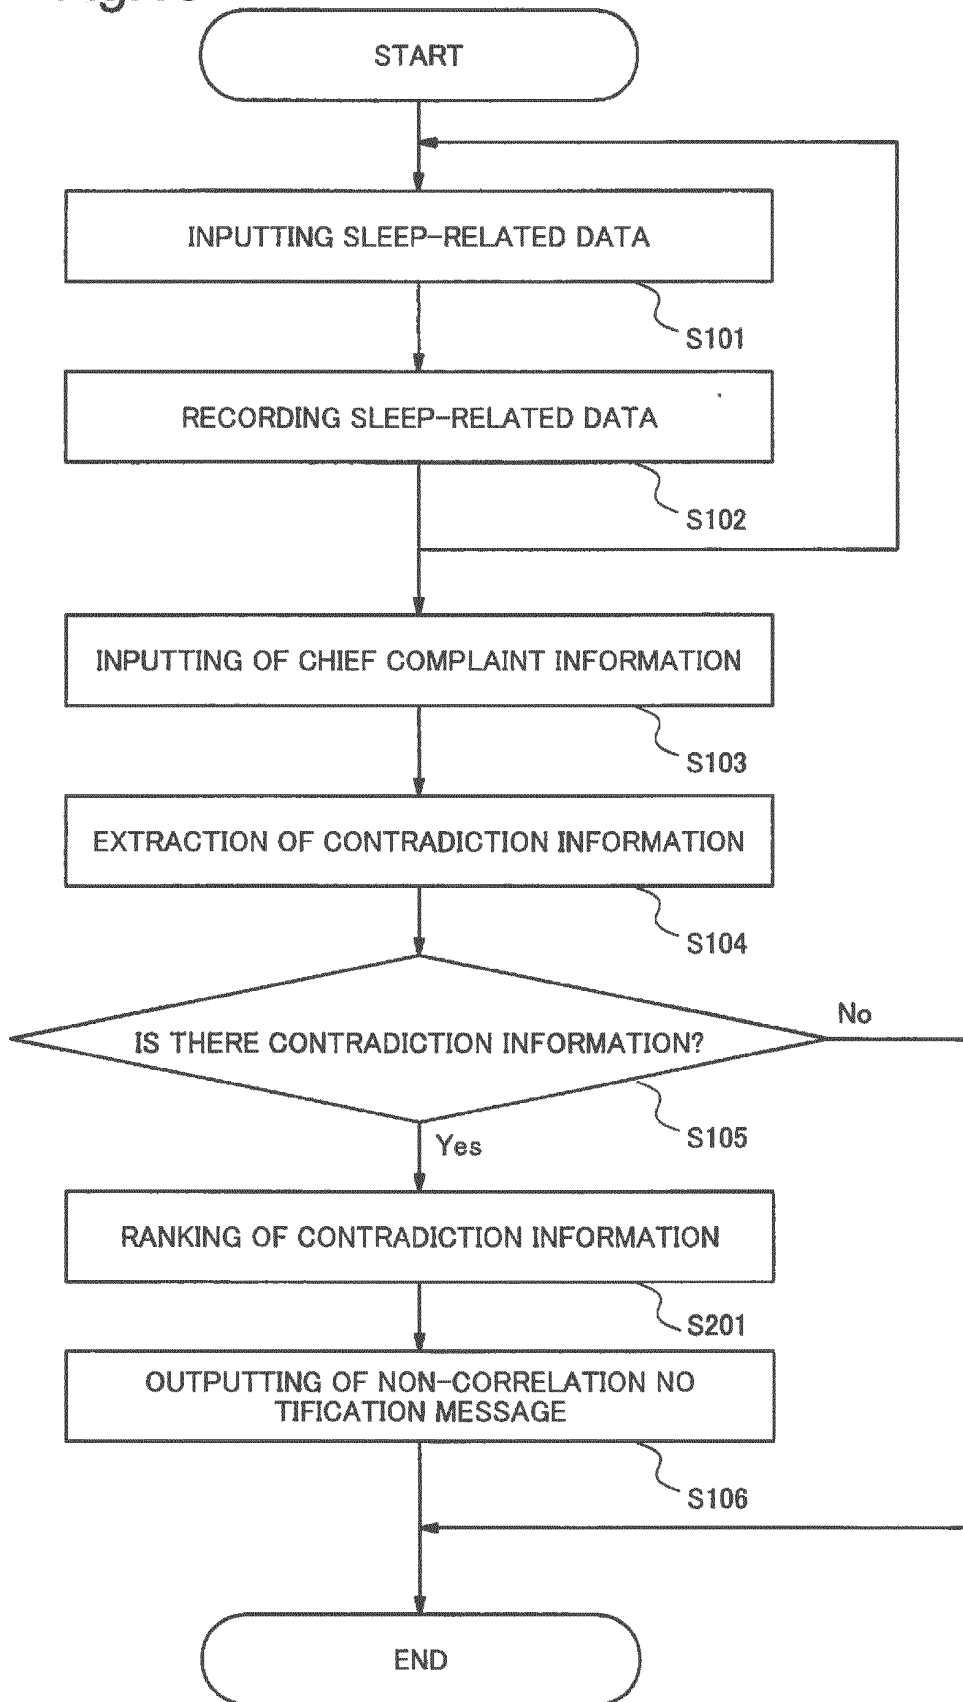 START
INPUTTING SLEEP-RELATED DATA
S101
RECORDING SLEEP-RELATED DATA
S102
INPUTTING OF CHIEF COMPLAINT INFORMATION
S103
EXTRACTION OF CONTRADICTION INFORMATION
S104
IS THERE CONTRADICTION INFORMATION?
No
S105
Yes
RANKING OF CONTRADICTION INFORMATION
S201
OUTPUTTING OF NON-CORRELATION NO
TIFICATION MESSAGE
S106
END